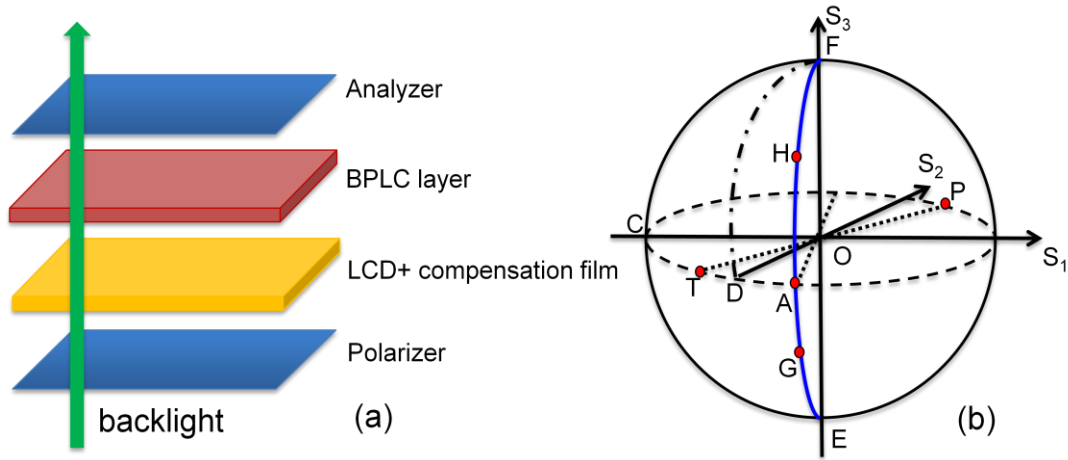 Analyzer
BPLC layer
LCD+ compensation film
Polarizer
backlight
(a)
S3
F
H
S2
P
C
O
S1
T
D
A
G
E
(b)